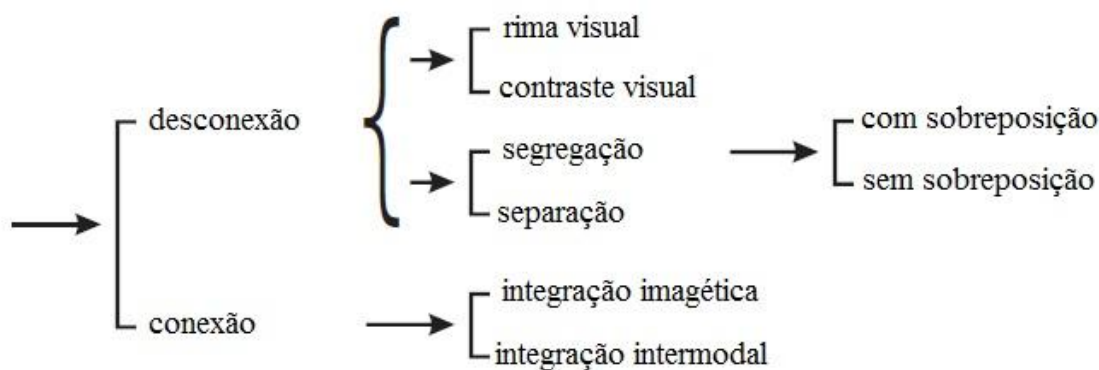 rima visual
contraste visual
desconexão
com sobreposição
segregação
sem sobreposição
separação
integração imagética
conexão
integração intermodal